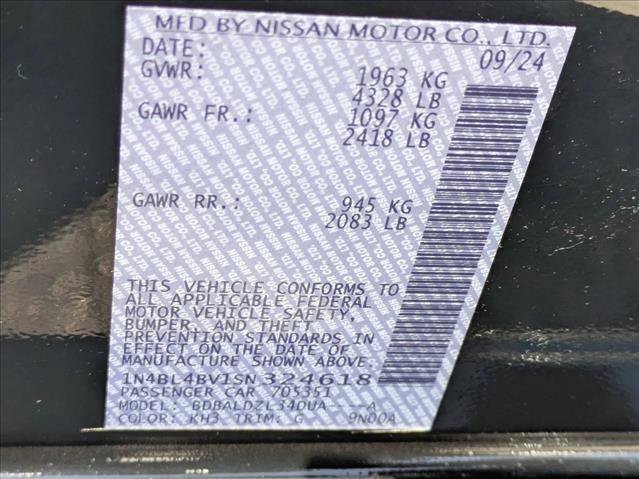 MFD BY NISSAN MOTOR CO., LTD.
DATE: 09/24
GVWR: 1963 KG
4328 LB
GAWR FR.: 1097 KG
2418 LB
GAWR RR.: 945 KG
2083 LB
THIS VEHICLE CONFORMS TO
ALL APPLICABLE FEDERAL
MOTOR VEHICLE SAFETY,
BUMPER, AND THEFT
PREVENTION STANDARDS IN
EFFECT ON THE DATE OF
MANUFACTURE SHOWN ABOVE.
1N4BL4BV1SN324618
PASSENGER CAR 705351
MODEL: BDBALDZL34DUA----A
COLOR: KH3 TRIM: G 9N00A